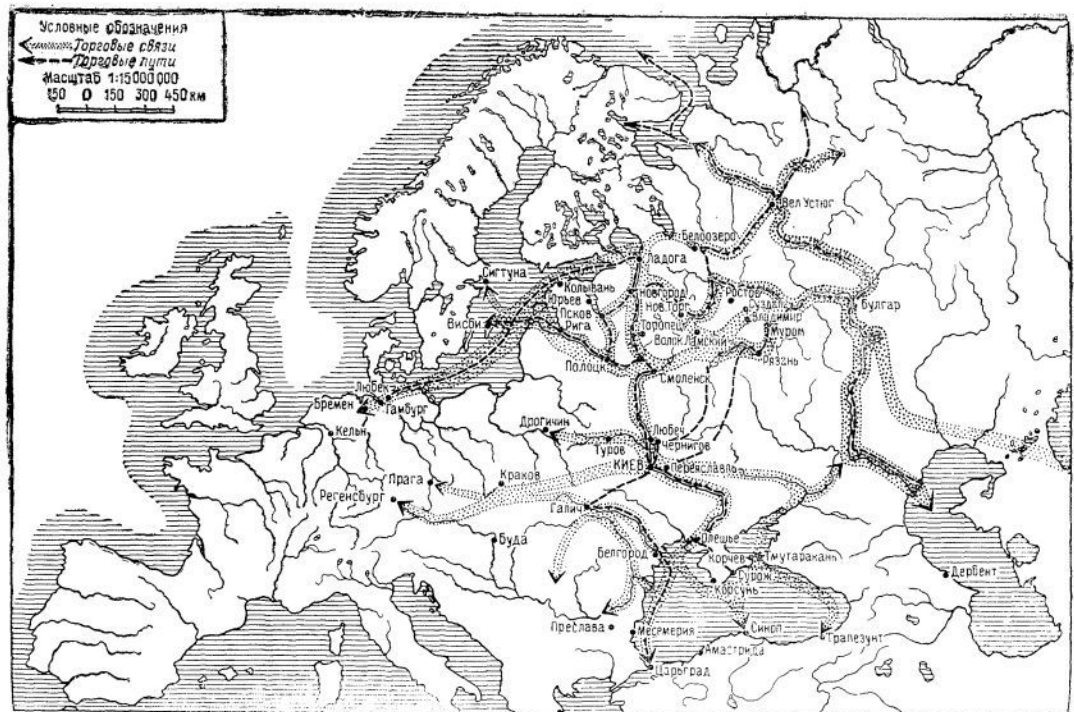 Условные обозначения
Торговые связи
Торговые пути
Масштаб 1:15000000
150 0 150 300 450 км
Вел Устюг
Белоозеро
Ладога
Сигтуна
Колывань
Новгород
Ростов
Юрьев
Нов.Торг
Суздаль
Булгар
Псков
Владимир
Висби
Рига
Торопец
Муром
Волок Ламский
Рязань
Полоцк
Смоленск
Любек
Бремен
Гамбург
Дрогичин
Любеч
Кельн
Чернигов
Туров
КИЕВ
Переяславль
Прага
Краков
Регенсбург
Галич
Буда
Олешье
Белгород
Корчев
Тмутаракань
Сурож
Дербент
Корсунь
Преслава
Месемерия
Синоп
Трапезунт
Амастрида
Царьград